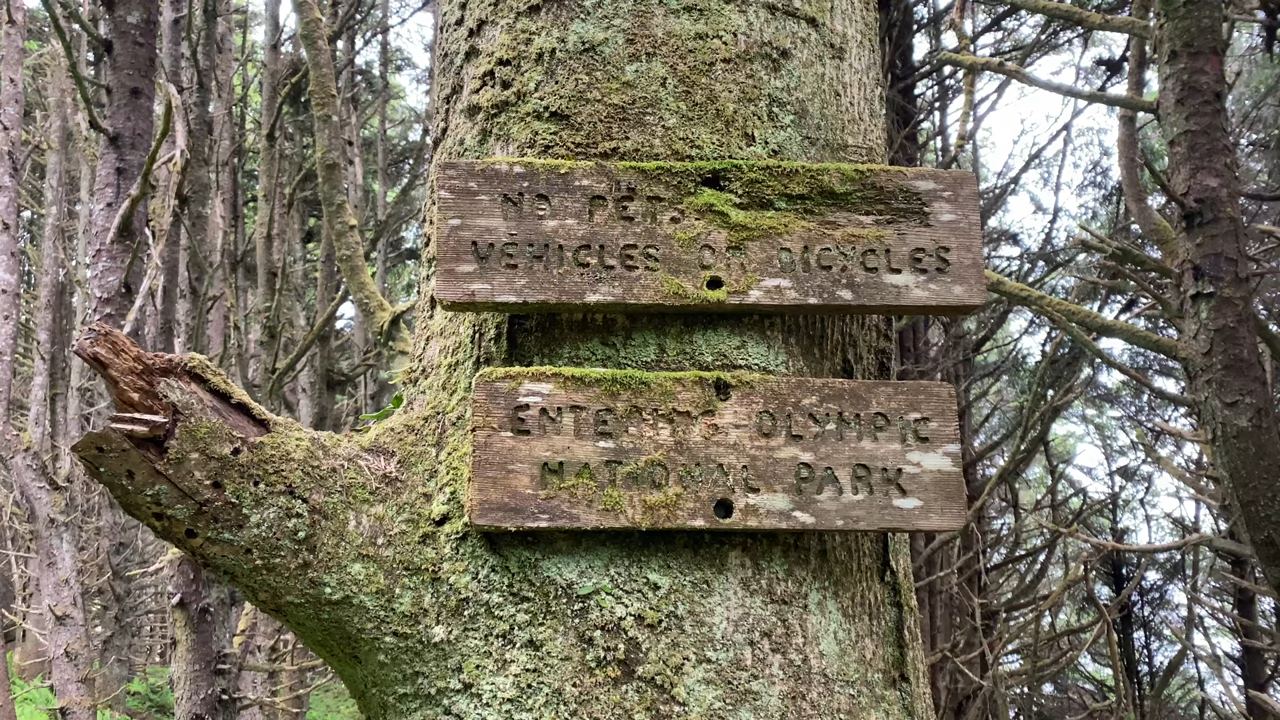 NO PETS
VEHICLES OR BICYCLES
ENTERING OLYMPIC
NATIONAL PARK